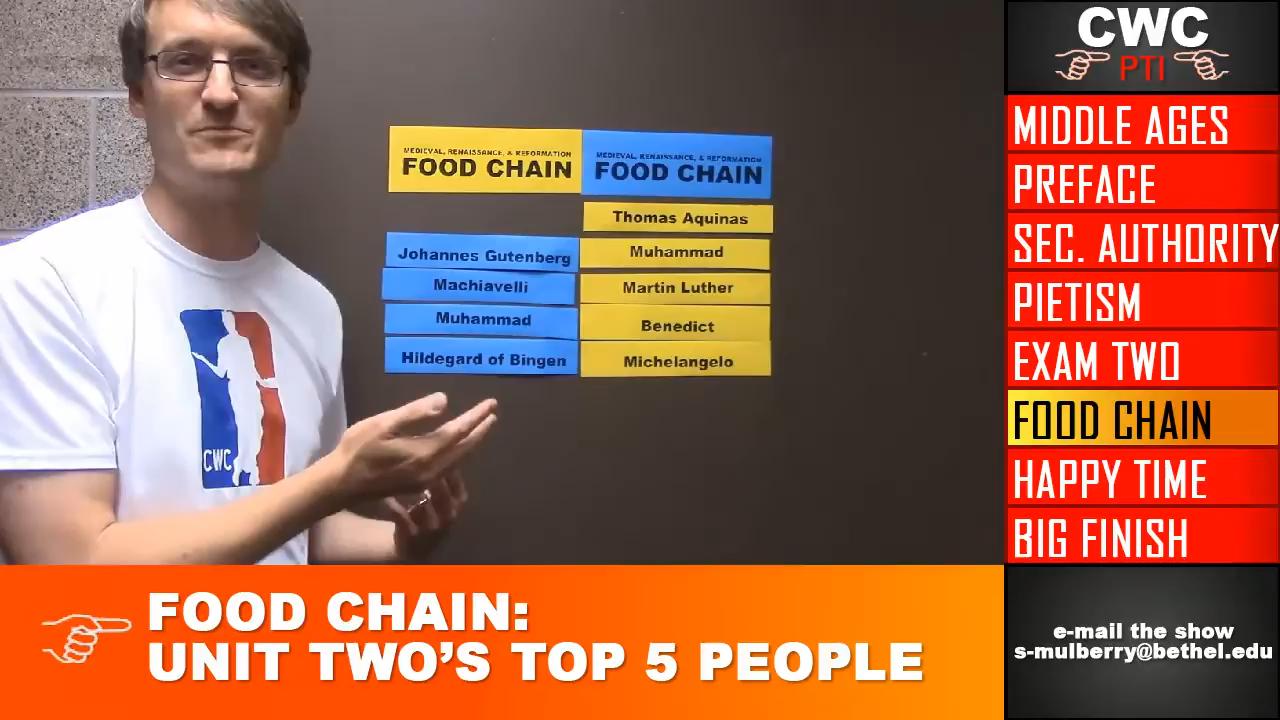 CWC
PTI
MIDDLE AGES
PREFACE
SEC. AUTHORITY
PIETISM
EXAM TWO
FOOD CHAIN
HAPPY TIME
BIG FINISH
e-mail the show
s-mulberry@bethel.edu
MEDIEVAL, RENAISSANCE, & REFORMATION
FOOD CHAIN
Johannes Gutenberg
Machiavelli
Muhammad
Hildegard of Bingen
MEDIEVAL, RENAISSANCE, & REFORMATION
FOOD CHAIN
Thomas Aquinas
Muhammad
Martin Luther
Benedict
Michelangelo
CWC
FOOD CHAIN:
UNIT TWO'S TOP 5 PEOPLE